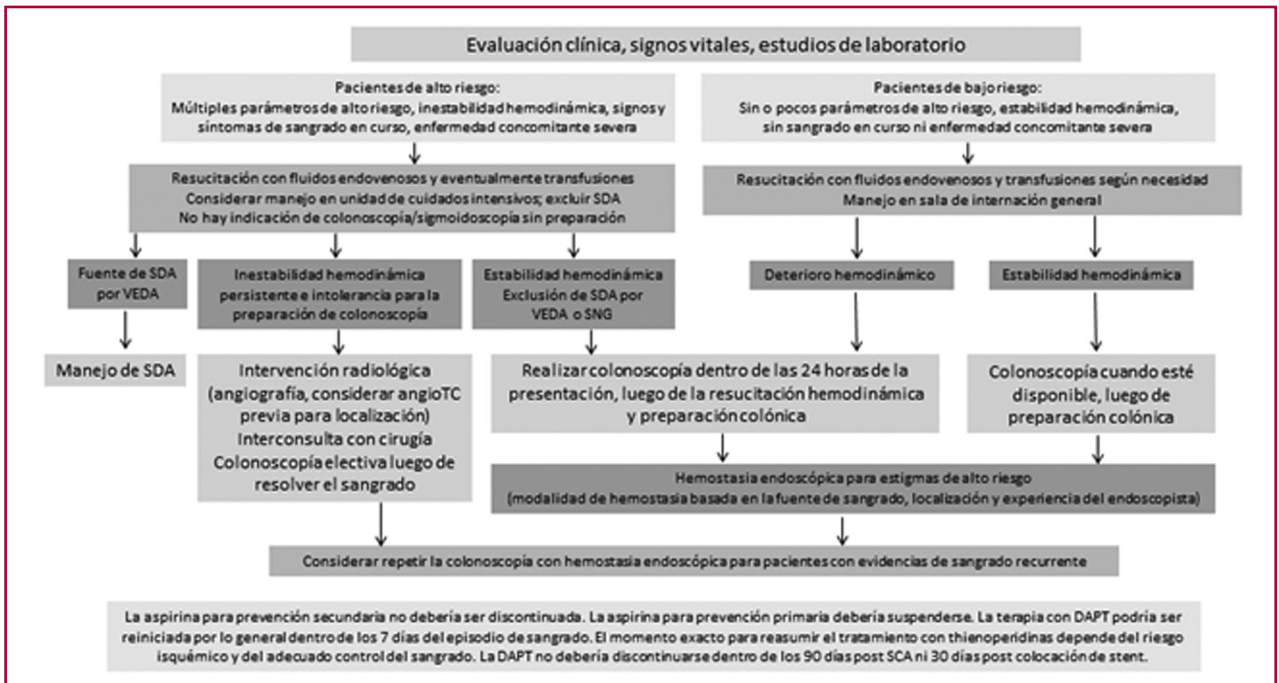 Evaluación clínica, signos vitales, estudios de laboratorio
Pacientes de alto riesgo:
Múltiples parámetros de alto riesgo, inestabilidad hemodinámica, signos y
síntomas de sangrado en curso, enfermedad concomitante severa
Pacientes de bajo riesgo:
Sin o pocos parámetros de alto riesgo, estabilidad hemodinámica,
sin sangrado en curso ni enfermedad concomitante severa
Resucitación con fluidos endovenosos y eventualmente transfusiones
Considerar manejo en unidad de cuidados intensivos; excluir SDA
No hay indicación de colonoscopía/sigmoidoscopía sin preparación
Resucitación con fluidos endovenosos y transfusiones según necesidad
Manejo en sala de internación general
Fuente de SDA
por VEDA
Inestabilidad hemodinámica
persistente e intolerancia para la
preparación de colonoscopía
Estabilidad hemodinámica
Exclusión de SDA por
VEDA o SNG
Deterioro hemodinámico
Estabilidad hemodinámica
Manejo de SDA
Intervención radiológica
(angiografía, considerar angioTC
previa para localización)
Interconsulta con cirugía
Colonoscopía electiva luego de
resolver el sangrado
Realizar colonoscopía dentro de las 24 horas de la
presentación, luego de la resucitación hemodinámica
y preparación colónica
Colonoscopía cuando esté
disponible, luego de
preparación colónica
Hemostasia endoscópica para estigmas de alto riesgo
(modalidad de hemostasia basada en la fuente de sangrado, localización y experiencia del endoscopista)
Considerar repetir la colonoscopía con hemostasia endoscópica para pacientes con evidencias de sangrado recurrente
La aspirina para prevención secundaria no debería ser discontinuada. La aspirina para prevención primaria debería suspenderse. La terapia con DAPT podría ser
reiniciada por lo general dentro de los 7 días del episodio de sangrado. El momento exacto para reasumir el tratamiento con thienoperidinas depende del riesgo
isquémico y del adecuado control del sangrado. La DAPT no debería discontinuarse dentro de los 90 días post SCA ni 30 días post colocación de stent.